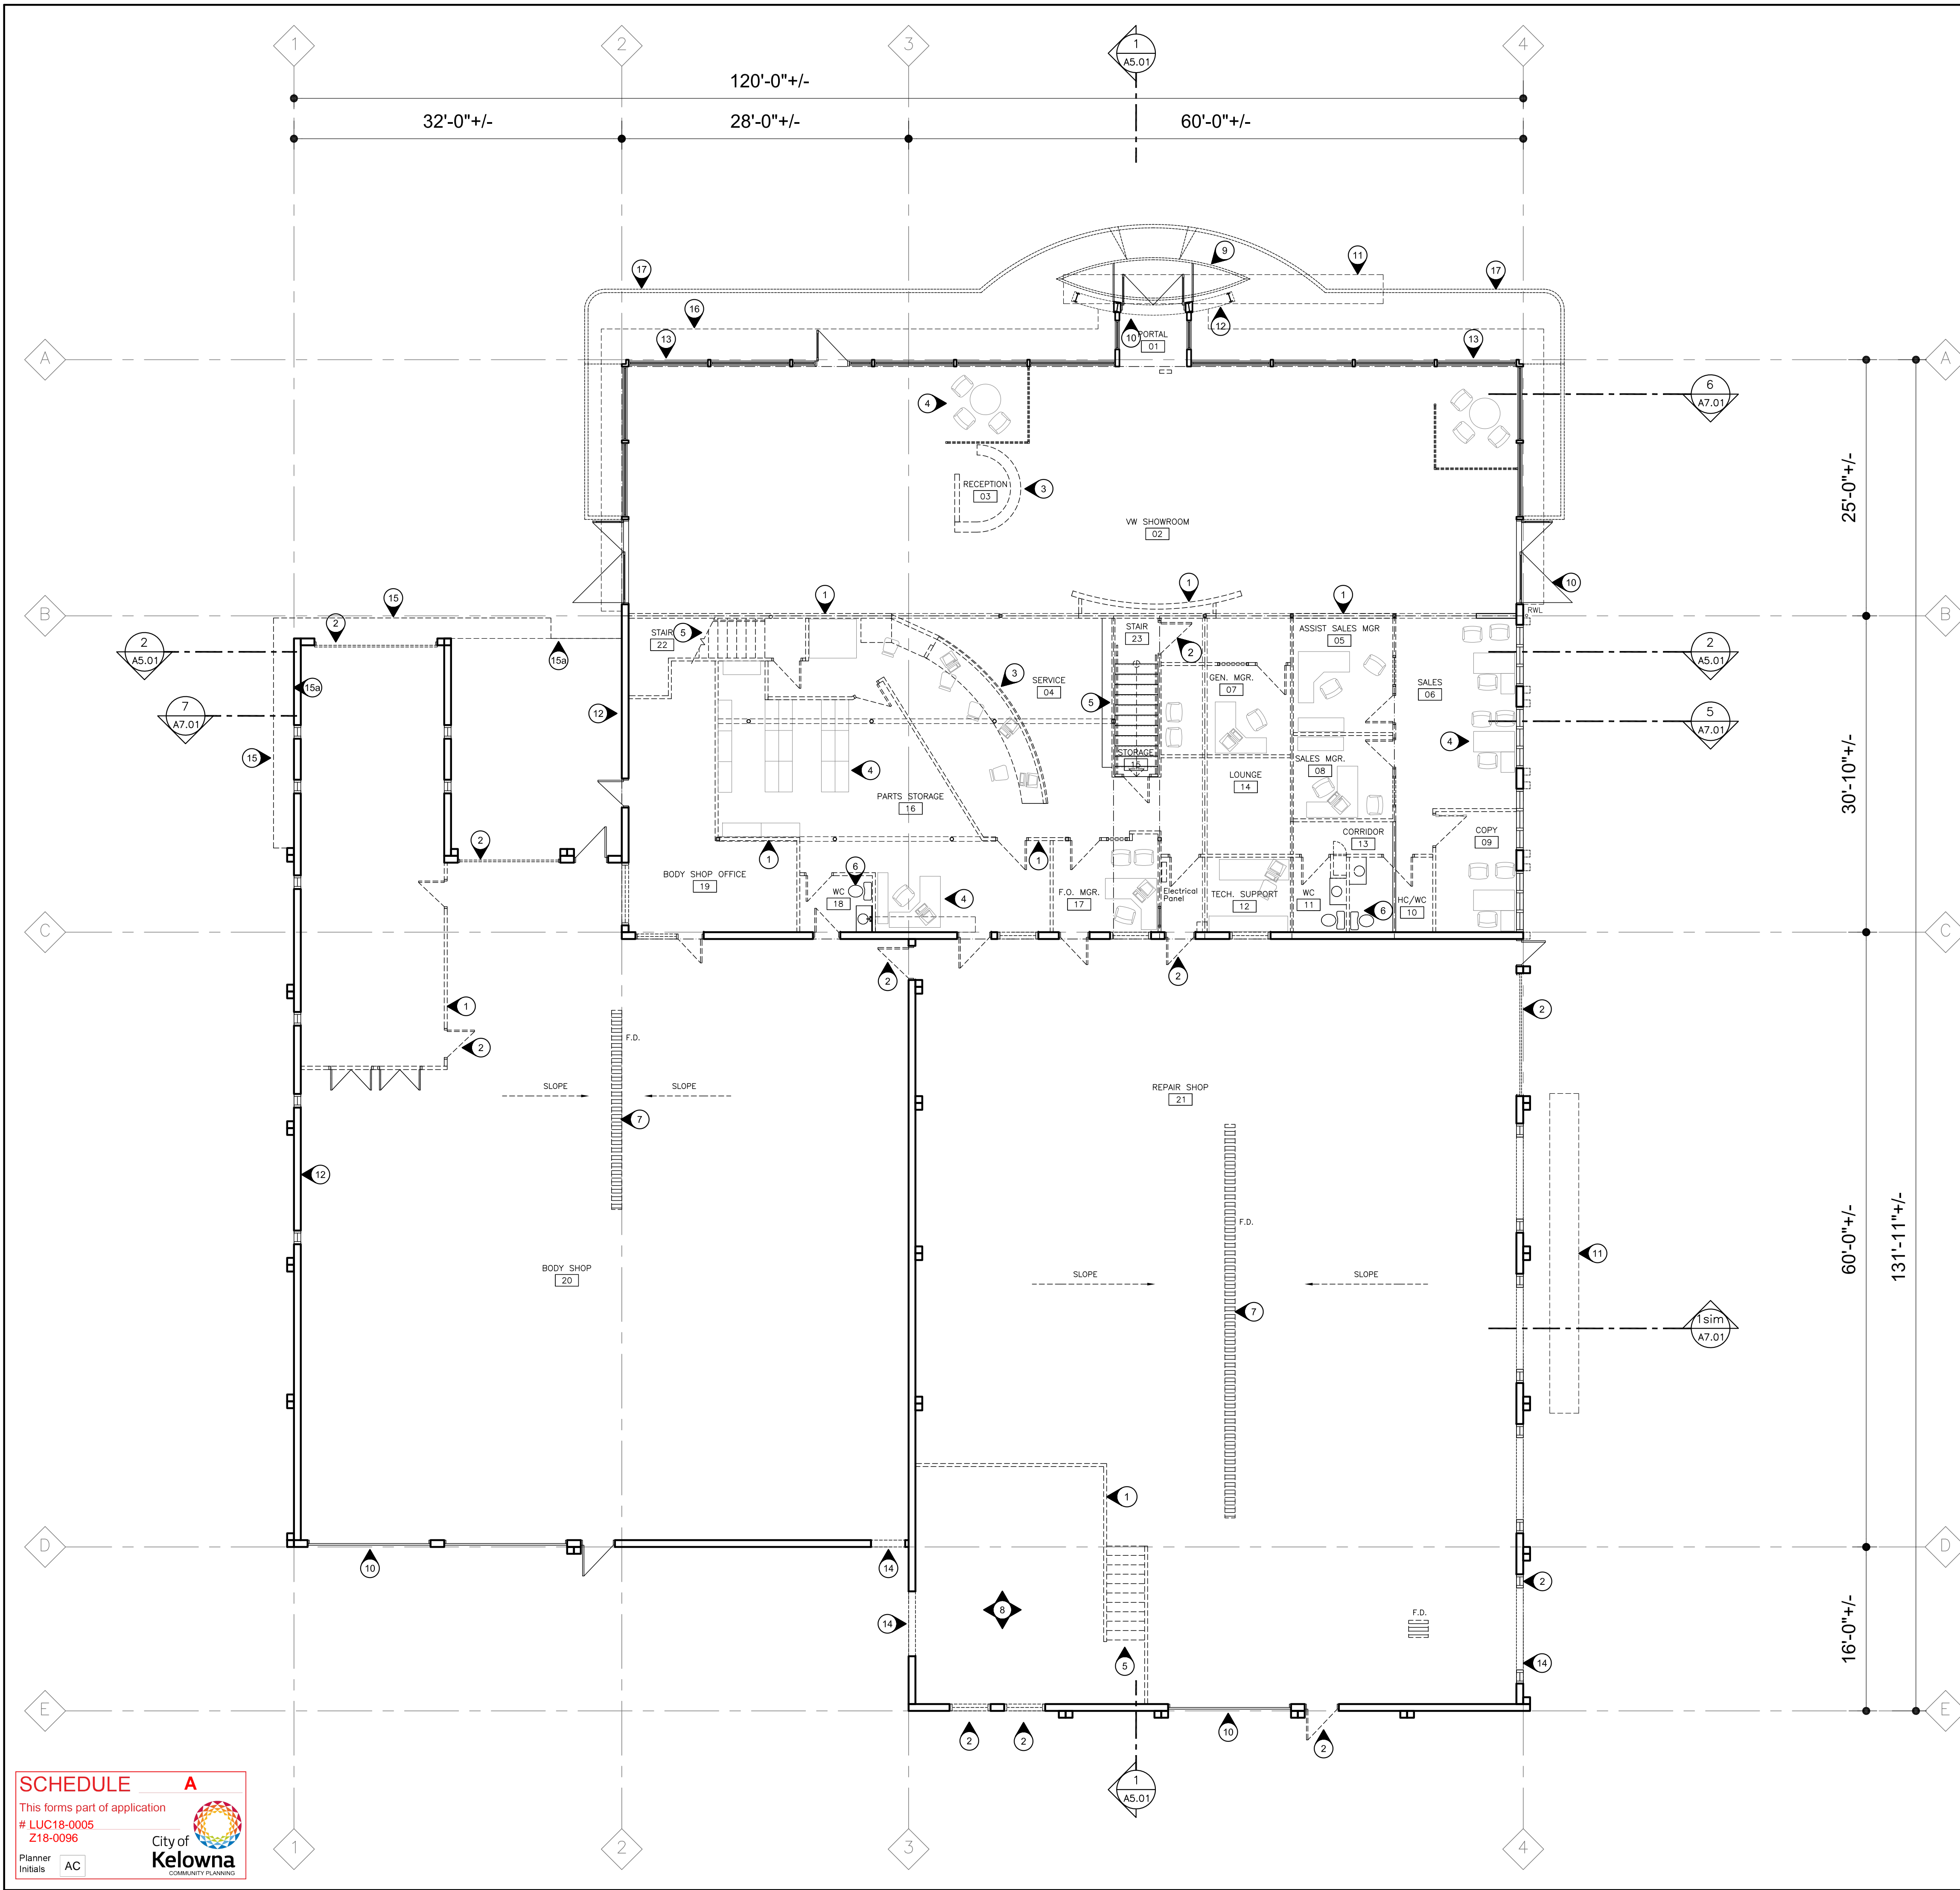 1
2
3
1
A5.01
4
120'-0"+/-
32'-0"+/-
28'-0"+/-
60'-0"+/-
9
11
17
17
16
12
10
PORTAL
01
13
13
A
A
6
A7.01
4
25'-0"+/-
RECEPTION
03
3
VW SHOWROOM
02
10
1
1
1
15
B
RWL
B
2
STAIR
22
5
STAIR
23
2
ASSIST SALES MGR
05
2
A5.01
2
A5.01
15a
15a
3
SERVICE
04
GEN. MGR.
07
SALES
06
12
5
7
A7.01
5
A7.01
4
15
STORAGE
15
SALES MGR.
08
4
LOUNGE
14
30'-10"+/-
PARTS STORAGE
16
2
CORRIDOR
13
COPY
09
1
1
6
BODY SHOP OFFICE
19
WC
18
4
F.O. MGR.
17
Electrical
Panel
TECH. SUPPORT
12
WC
11
6
HC/WC
10
C
C
2
2
1
2
F.D.
2
SLOPE
SLOPE
REPAIR SHOP
21
7
12
F.D.
60'-0"+/-
131'-11"+/-
11
BODY SHOP
20
SLOPE
SLOPE
7
1sim
A7.01
1
D
D
10
14
2
8
F.D.
14
16'-0"+/-
5
14
E
E
2
2
10
2
1
A5.01
SCHEDULE A
This forms part of application
# LUC18-0005
Z18-0096
City of
Kelowna
COMMUNITY PLANNING
Planner
Initials AC
1
2
3
4